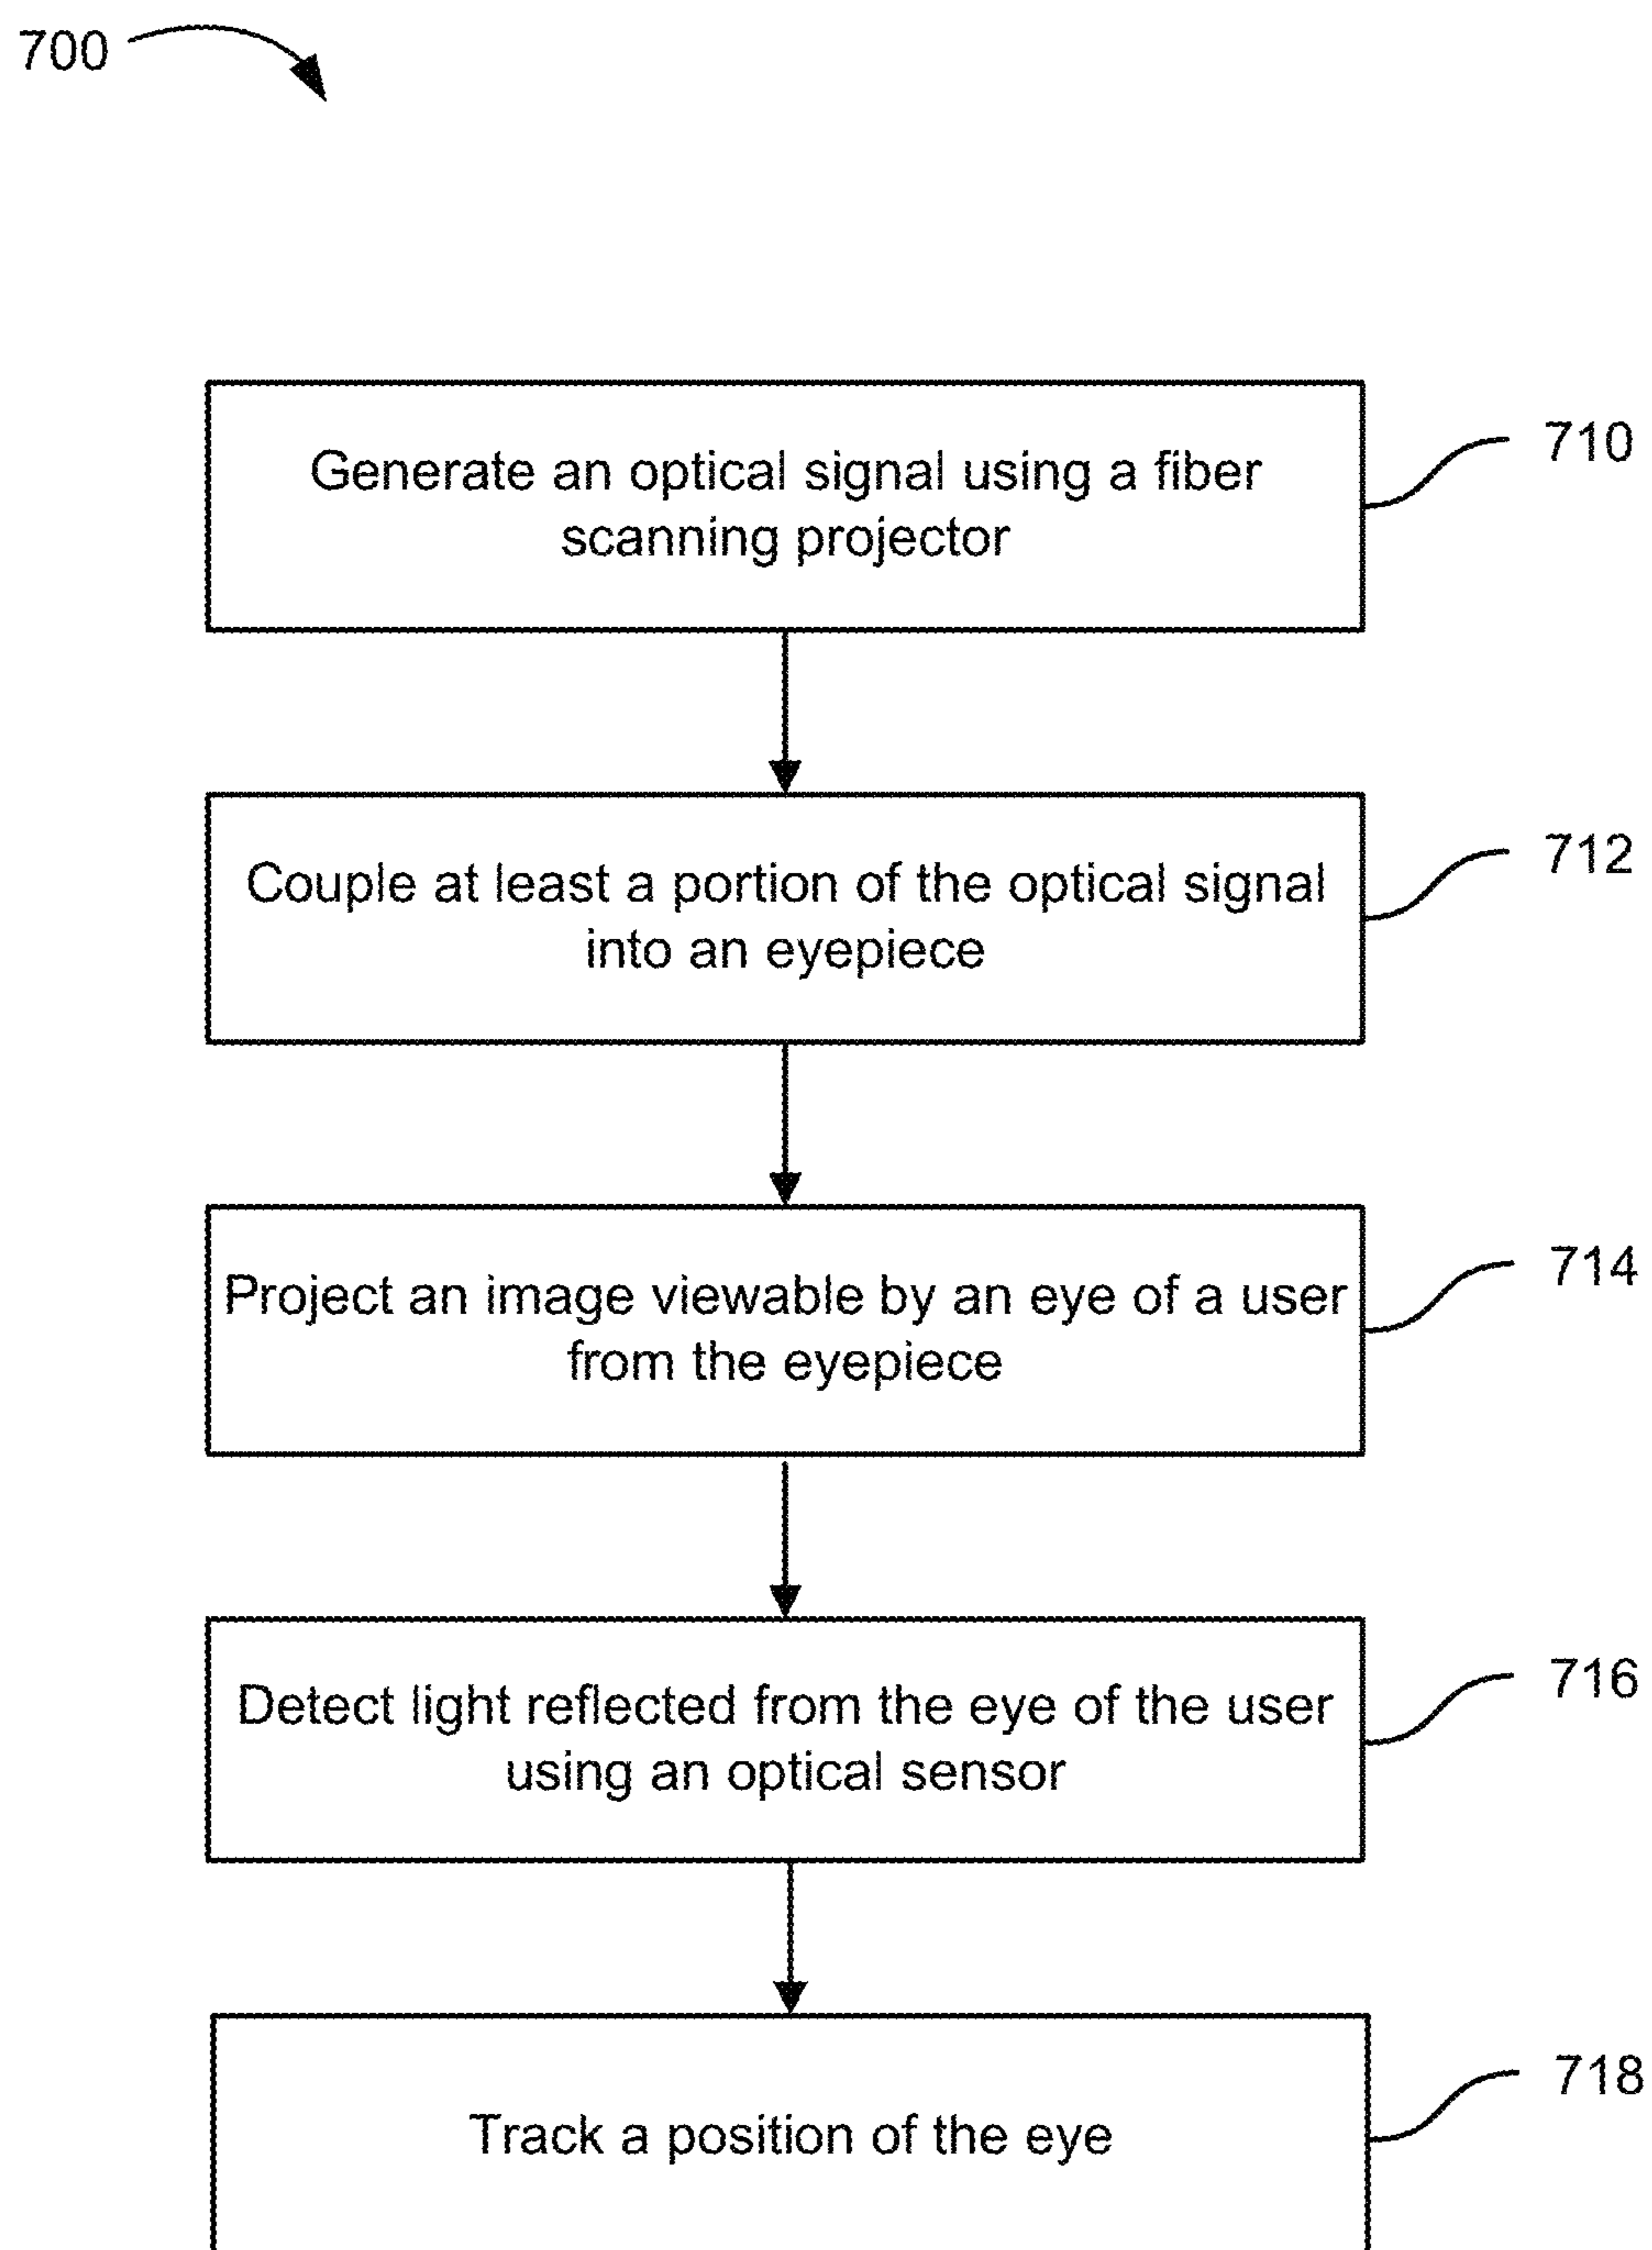 700
Generate an optical signal using a fiber
scanning projector
710
Couple at least a portion of the optical signal
into an eyepiece
712
Project an image viewable by an eye of a user
from the eyepiece
714
Detect light reflected from the eye of the user
using an optical sensor
716
Track a position of the eye
718